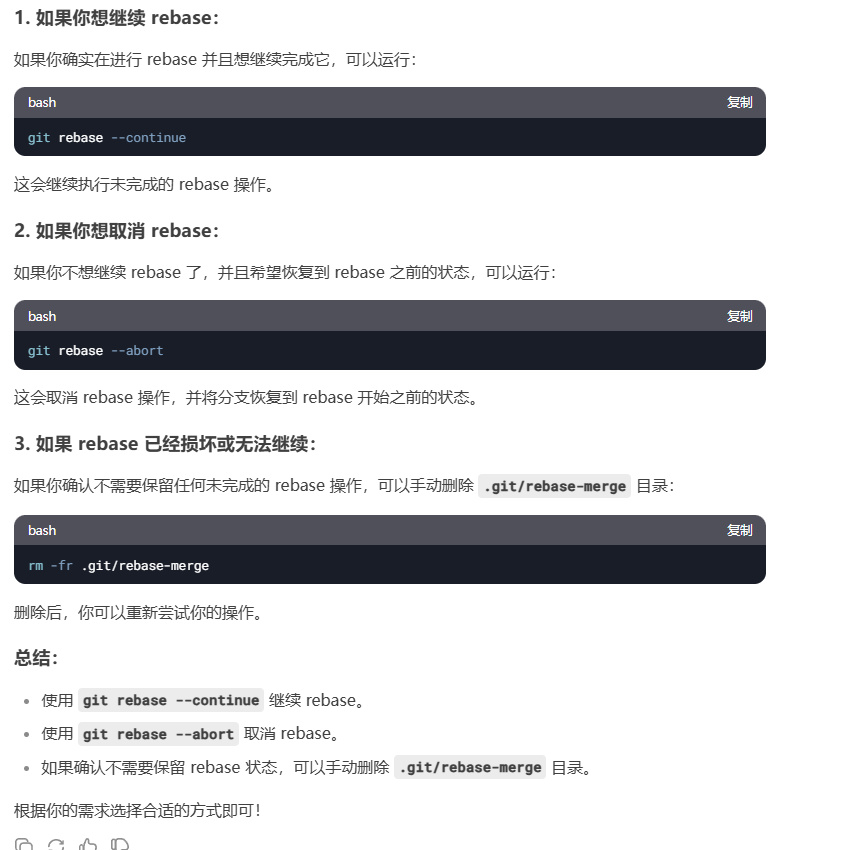 1. 如果你想继续 rebase：
如果你确实在进行 rebase 并且想继续完成它，可以运行：
bash 复制
git rebase --continue
这会继续执行未完成的 rebase 操作。
2. 如果你想取消 rebase：
如果你不想继续 rebase 了，并且希望恢复到 rebase 之前的状态，可以运行：
bash 复制
git rebase --abort
这会取消 rebase 操作，并将分支恢复到 rebase 开始之前的状态。
3. 如果 rebase 已经损坏或无法继续：
如果你确认不需要保留任何未完成的 rebase 操作，可以手动删除 .git/rebase-merge 目录：
bash 复制
rm -fr .git/rebase-merge
删除后，你可以重新尝试你的操作。
总结：
• 使用 git rebase --continue 继续 rebase。
• 使用 git rebase --abort 取消 rebase。
• 如果确认不需要保留 rebase 状态，可以手动删除 .git/rebase-merge 目录。
根据你的需求选择合适的方式即可！